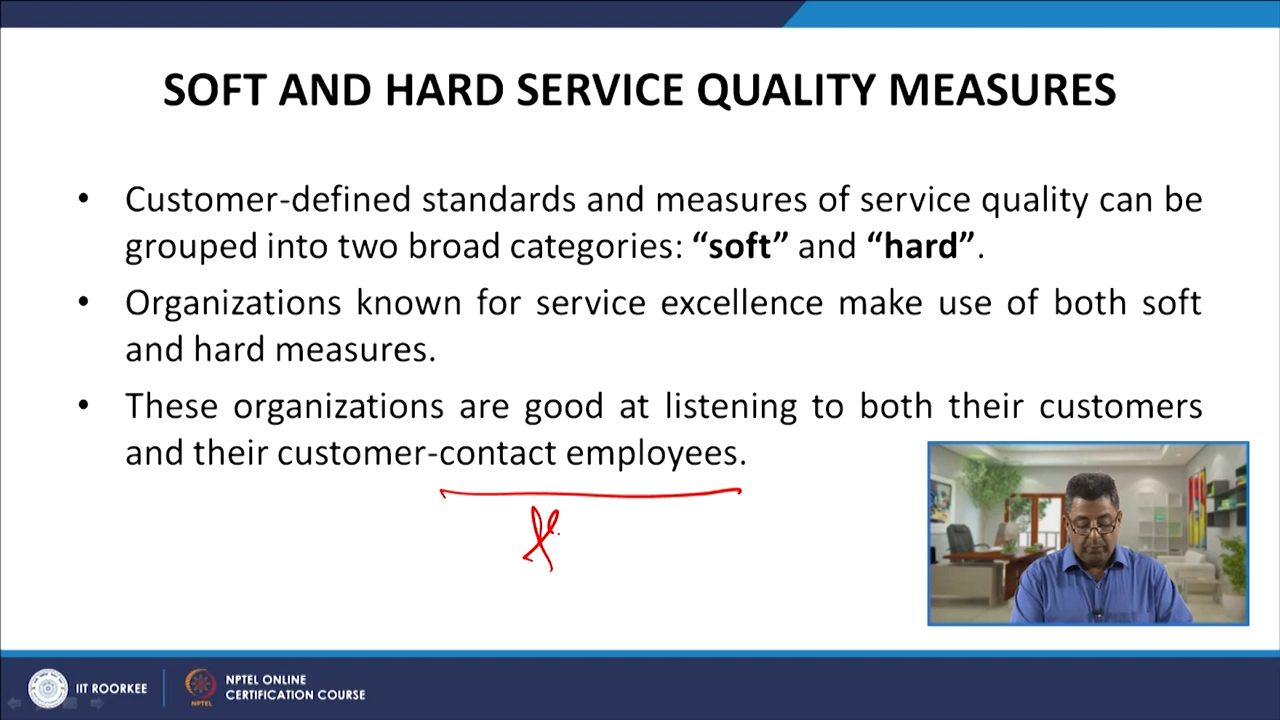 SOFT AND HARD SERVICE QUALITY MEASURES
• Customer-defined standards and measures of service quality can be
grouped into two broad categories: “soft” and “hard”.
• Organizations known for service excellence make use of both soft
and hard measures.
• These organizations are good at listening to both their customers
and their customer-contact employees.
IIT ROORKEE
NPTEL
NPTEL ONLINE
CERTIFICATION COURSE